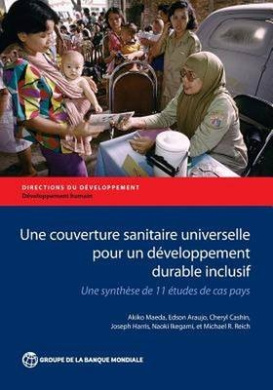 DIRECTIONS DU DÉVELOPPEMENT
Développement humain
Une couverture sanitaire universelle
pour un développement
durable inclusif
Une synthèse de 11 études de cas pays
Akiko Maeda, Edson Araujo, Cheryl Cashin,
Joseph Harris, Naoki Ikegami, et Michael R. Reich
GROUPE DE LA BANQUE MONDIALE